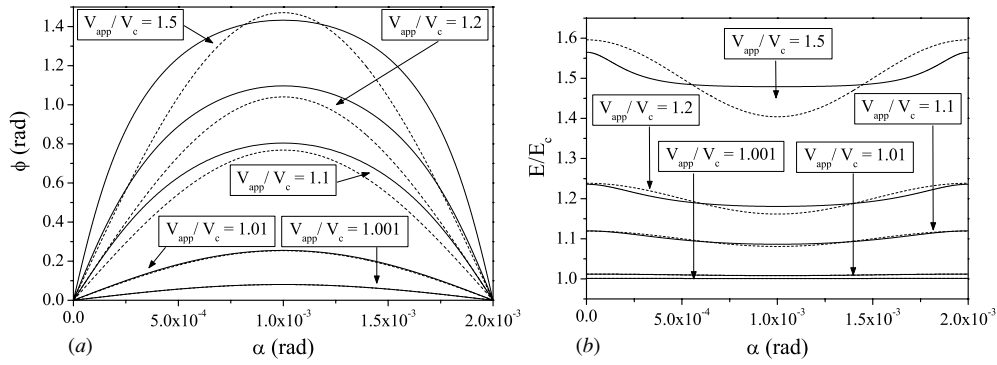 V_app/V_c = 1.5
V_app/V_c = 1.2
V_app/V_c = 1.1
V_app/V_c = 1.01
V_app/V_c = 1.001
1.4
1.2
1.0
0.8
0.6
0.4
0.2
0.0
ϕ (rad)
0.0
5.0x10⁻⁴
1.0x10⁻³
1.5x10⁻³
2.0x10⁻³
(a)
α (rad)
V_app/V_c = 1.5
V_app/V_c = 1.2
V_app/V_c = 1.1
V_app/V_c = 1.001
V_app/V_c = 1.01
1.6
1.5
1.4
1.3
1.2
1.1
1.0
E/E_c
0.0
5.0x10⁻⁴
1.0x10⁻³
1.5x10⁻³
2.0x10⁻³
(b)
α (rad)